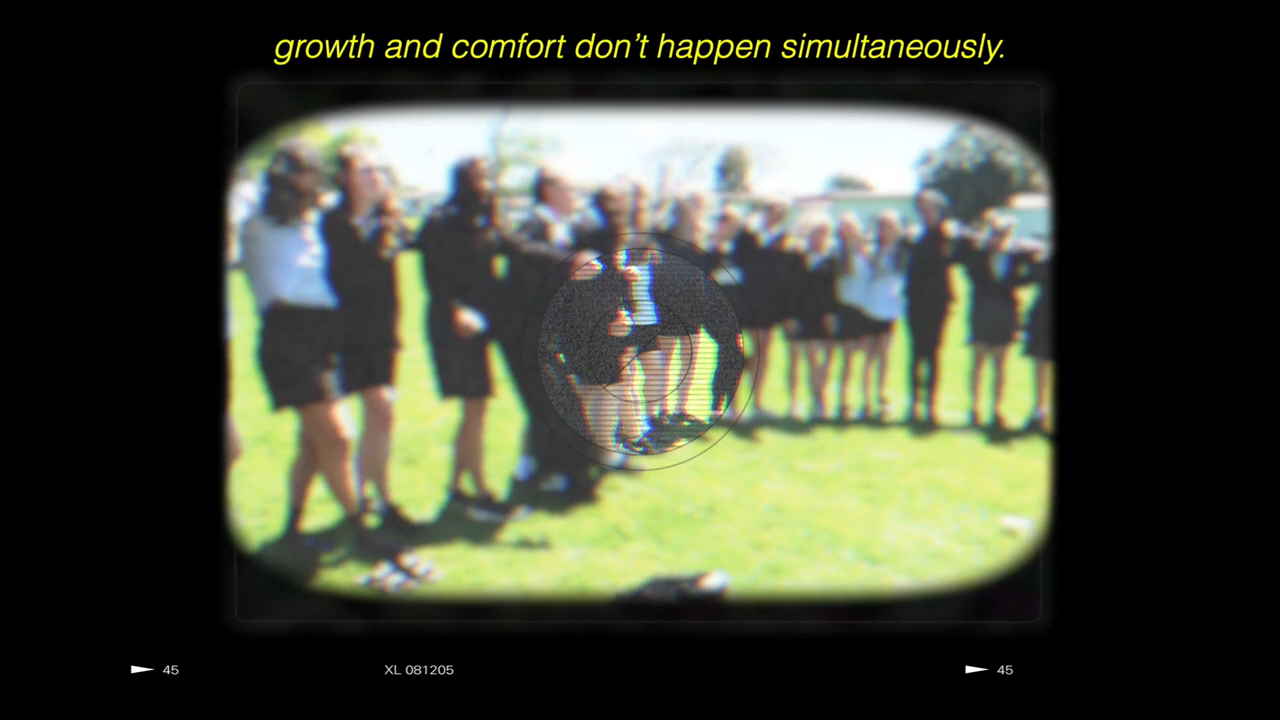 growth and comfort don’t happen simultaneously.
45 XL 081205 45